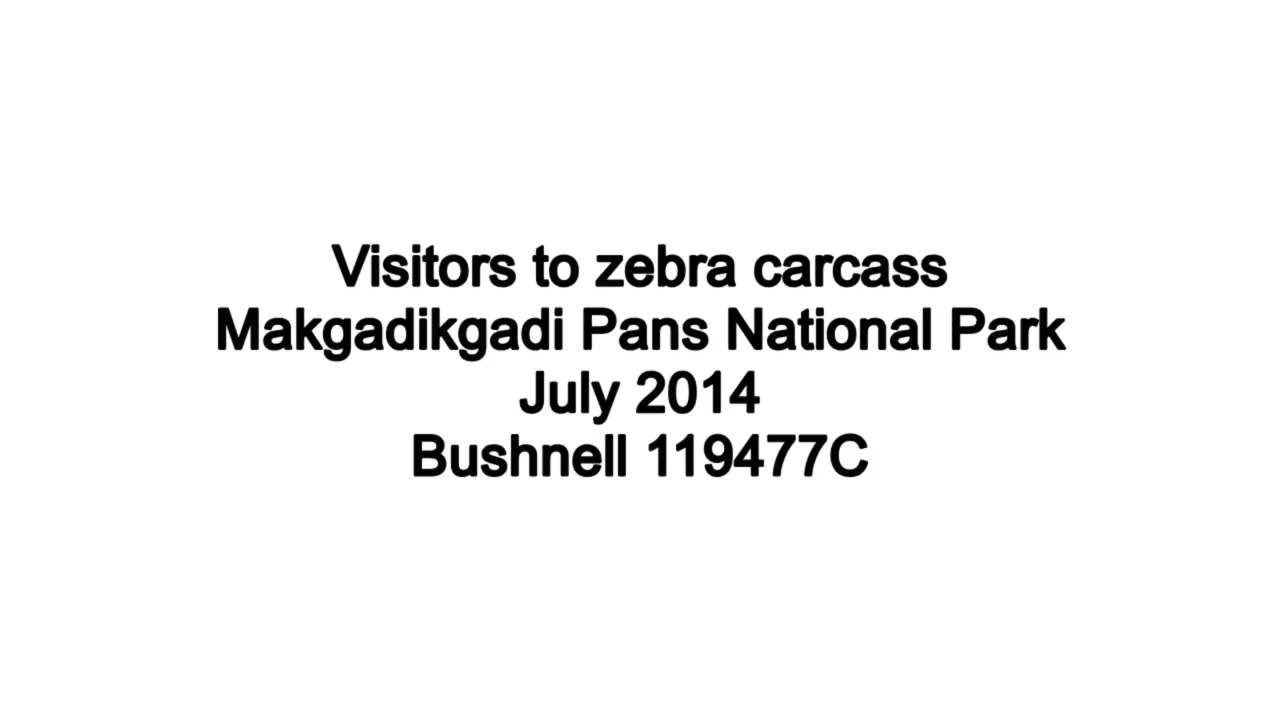 Visitors to zebra carcass
Makgadikgadi Pans National Park
July 2014
Bushnell 119477C